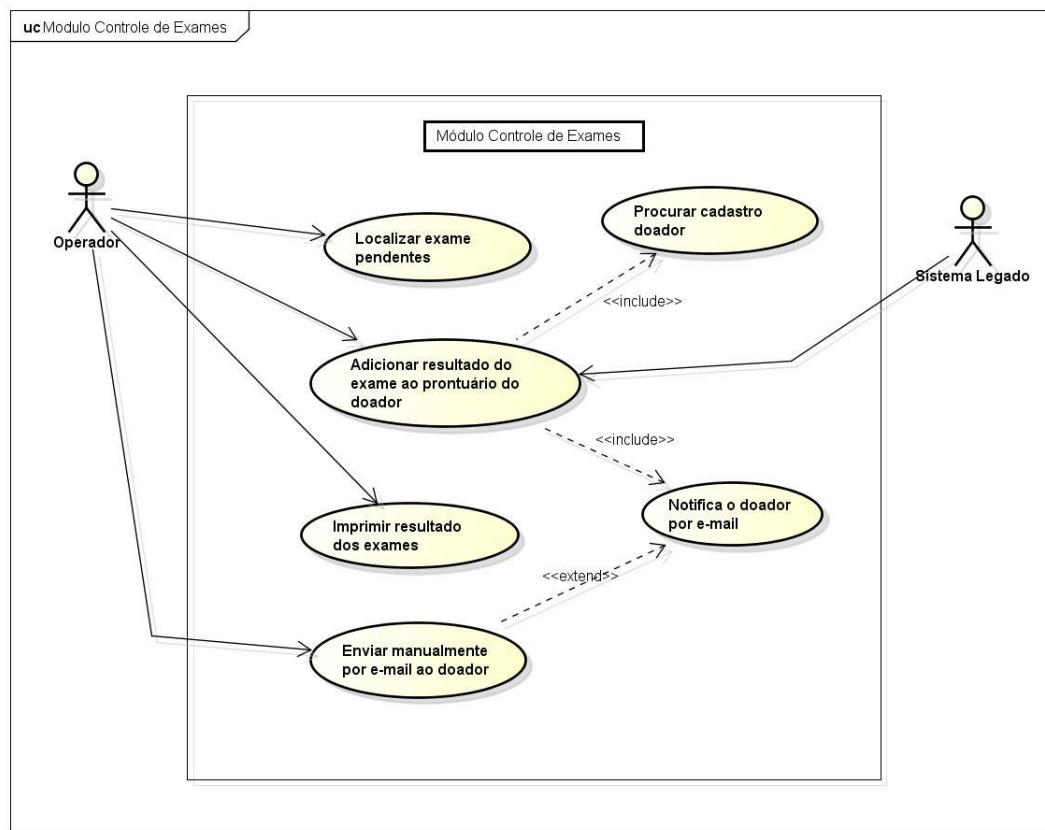 uc Modulo Controle de Exames
Módulo Controle de Exames
Operador
Localizar exame
pendentes
Procurar cadastro
doador
Sistema Legado
<<include>>
Adicionar resultado do
exame ao prontuário do
doador
<<include>>
Imprimir resultado
dos exames
Notifica o doador
por e-mail
<<extend>>
Enviar manualmente
por e-mail ao doador